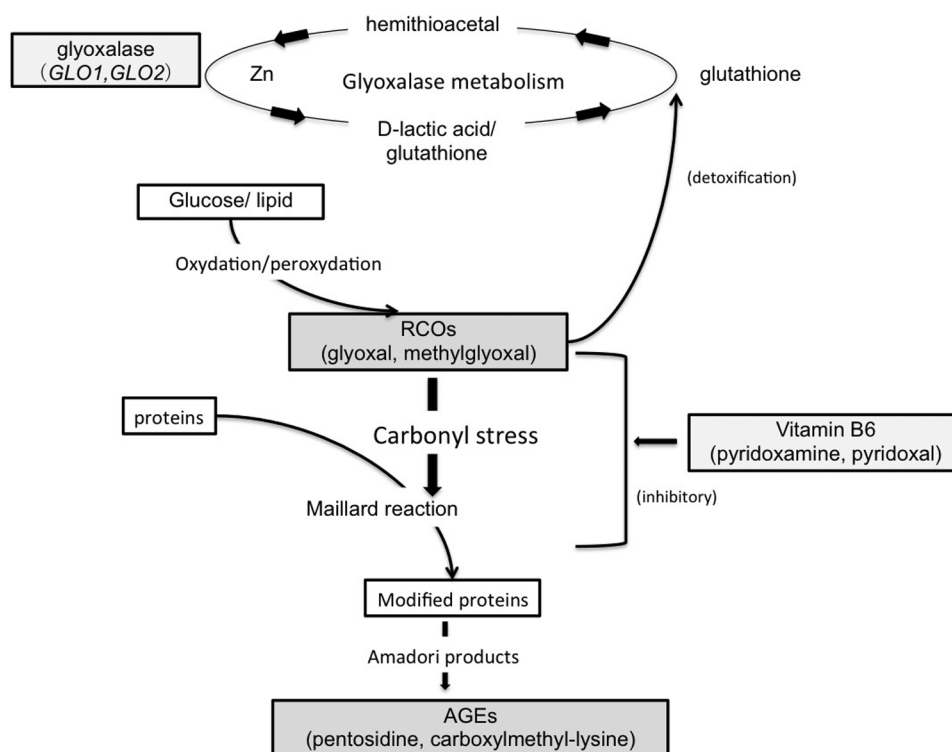 hemithioacetal
glyoxalase
（GLO1,GLO2）
Zn
Glyoxalase metabolism
glutathione
D-lactic acid/
glutathione
(detoxification)
Glucose/ lipid
Oxydation/peroxydation
RCOs
(glyoxal, methylglyoxal)
proteins
Carbonyl stress
Vitamin B6
(pyridoxamine, pyridoxal)
(inhibitory)
Maillard reaction
Modified proteins
Amadori products
AGEs
(pentosidine, carboxylmethyl-lysine)